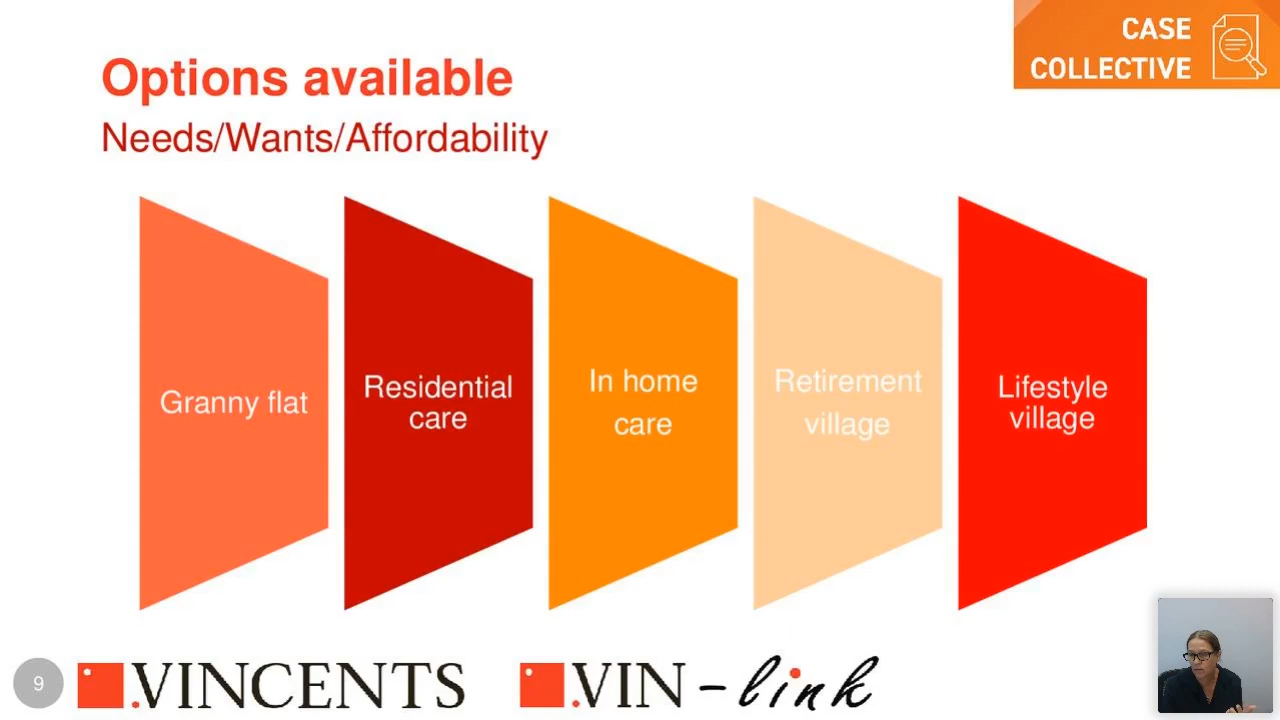 CASE
COLLECTIVE
Options available
Needs/Wants/Affordability
Granny flat
Residential
care
In home
care
Retirement
village
Lifestyle
village
9
.VINCENTS
.VIN-link